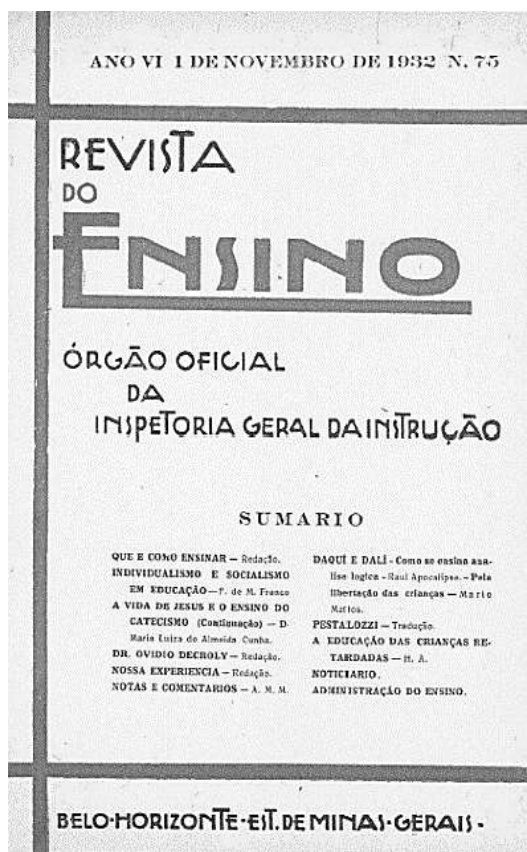 ANO VI 1 DE NOVEMBRO DE 1932 N. 75
REVISTA
DO
ENSINO
ÓRGÃO OFICIAL
DA
INSPETORIA GERAL DA INSTRUÇÃO
SUMARIO
QUE E COMO ENSINAR — Redação.
INDIVIDUALISMO E SOCIALISMO
EM EDUCAÇÃO — F. de M. Franco
A VIDA DE JESUS E O ENSINO DO
CATECISMO (Continuação) — D.
Maria Luiza de Almeida Cunha.
DR. OVIDIO DECROLY — Redação.
NOSSA EXPERIENCIA — Redação.
NOTAS E COMENTARIOS — A. M. M.
DAQUÍ E DALÍ - Como se ensina ana-
lise logica - Raul Apocalipse. - Pela
libertação das crianças — Mario
Mattos.
PESTALOZZI — Tradução.
A EDUCAÇÃO DAS CRIANÇAS RE-
TARDADAS — H. A.
NOTICIARIO.
ADMINISTRAÇÃO DO ENSINO.
BELO·HORIZONTE·EST. DE MINAS·GERAIS·